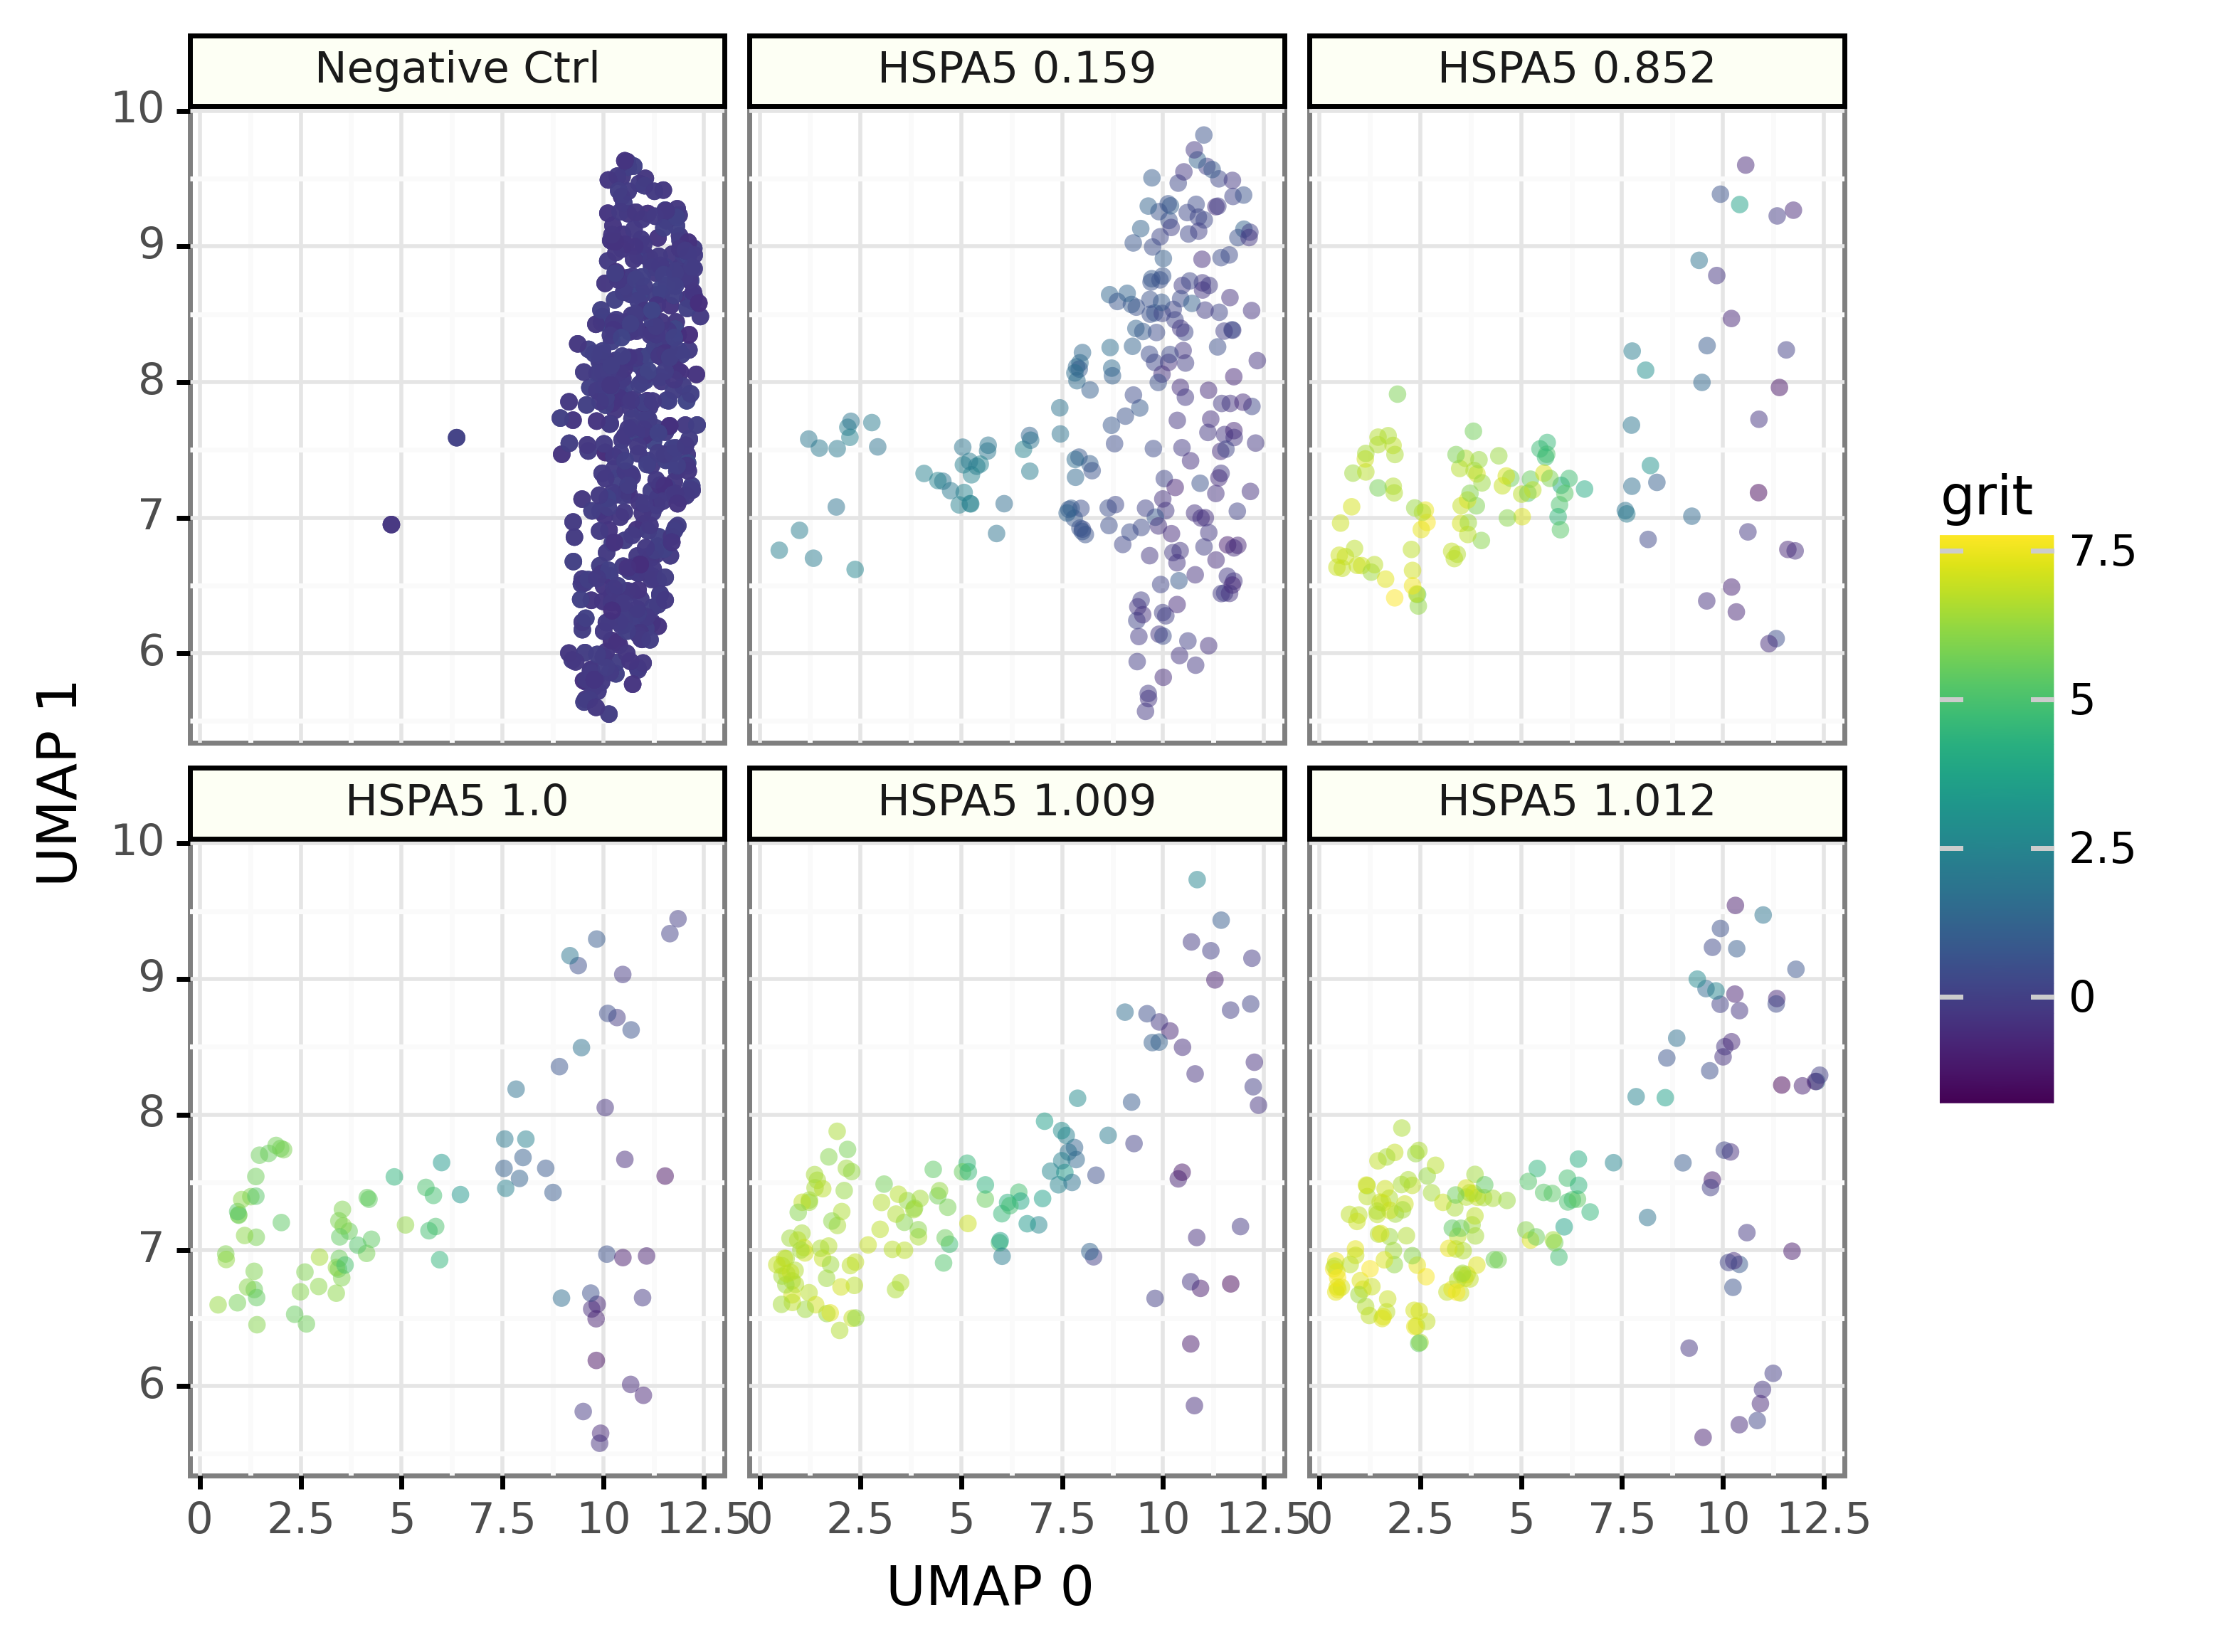 Negative Ctrl
HSPA5 0.159
HSPA5 0.852
10
9
8
7
6
HSPA5 1.0
HSPA5 1.009
HSPA5 1.012
10
9
8
7
6
0 2.5 5 7.5 10 12.5
0 2.5 5 7.5 10 12.5
0 2.5 5 7.5 10 12.5
UMAP 0
UMAP 1
grit
7.5
5
2.5
0